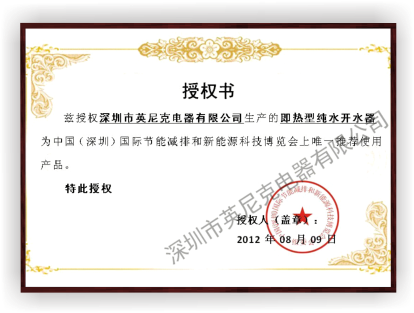 授权书
兹授权深圳市英尼克电器有限公司生产的即热型纯水开水器
为中国（深圳）国际节能减排和新能源科技博览会上唯一推荐使用
产品。
特此授权
授权人（盖章）：
2012 年 08 月 09 日
深圳市英尼克电器有限公司